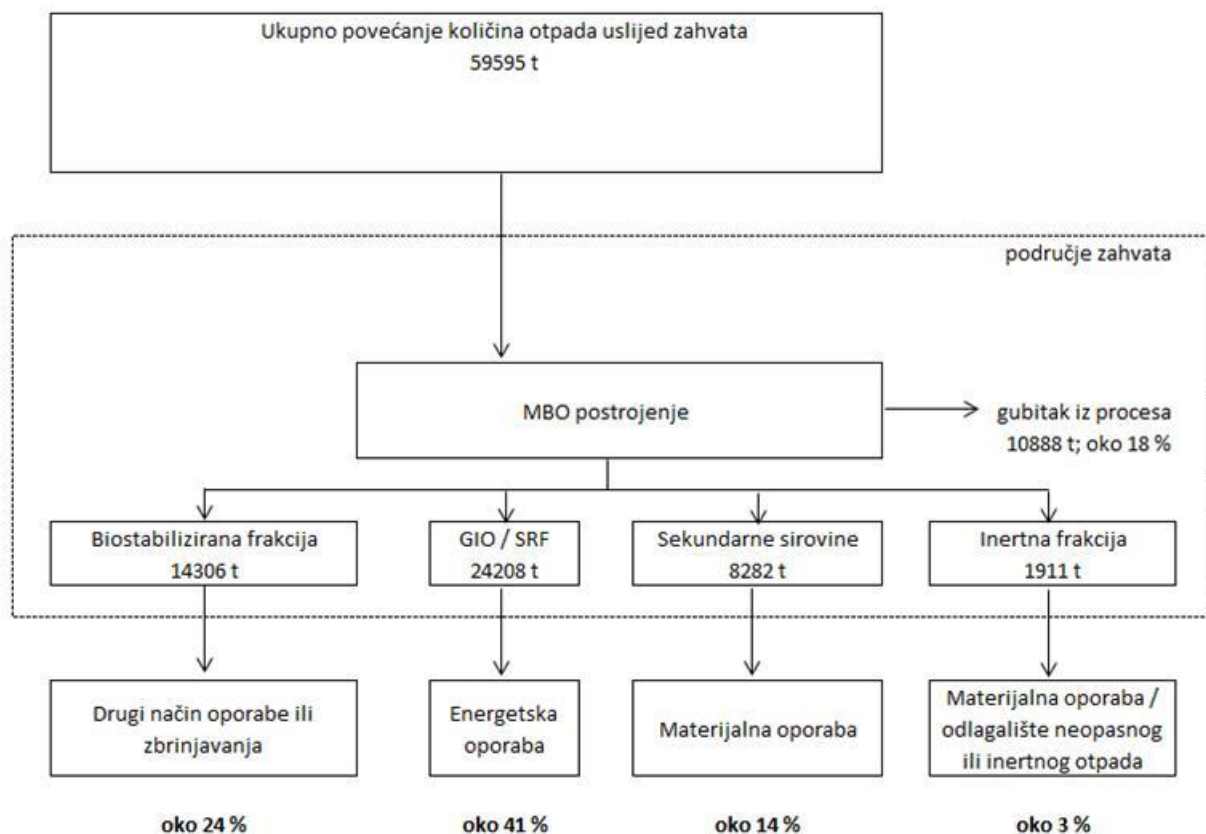 Ukupno povećanje količina otpada uslijed zahvata
59595 t
područje zahvata
MBO postrojenje
gubitak iz procesa
10888 t; oko 18 %
Biostabilizirana frakcija
14306 t
GIO / SRF
24208 t
Sekundarne sirovine
8282 t
Inertna frakcija
1911 t
Drugi način oporabe ili
zbrinjavanja
Energetska
oporaba
Materijalna oporaba
Materijalna oporaba /
odlagalište neopasnog
ili inertnog otpada
oko 24 %
oko 41 %
oko 14 %
oko 3 %